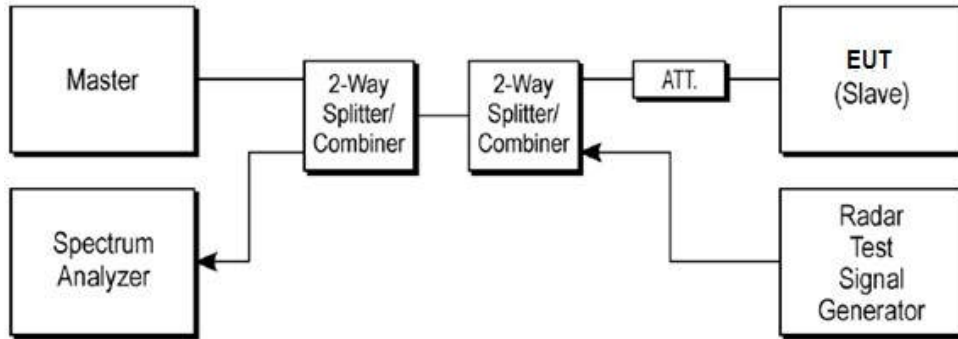 Master
2-Way
Splitter/
Combiner
2-Way
Splitter/
Combiner
ATT.
EUT
(Slave)
Spectrum
Analyzer
Radar
Test
Signal
Generator